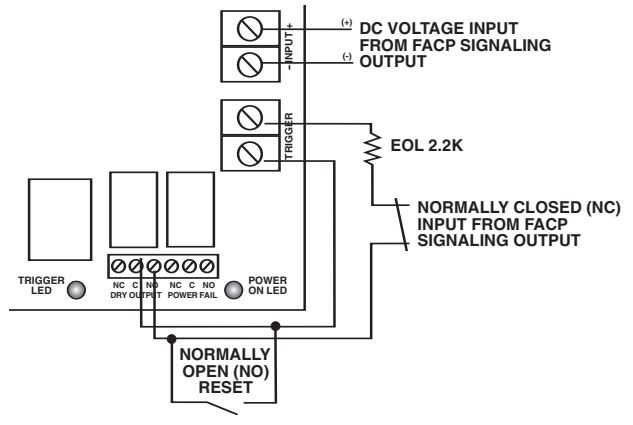 – INPUT +
(+)
(-)
DC VOLTAGE INPUT
FROM FACP SIGNALING
OUTPUT
TRIGGER
EOL 2.2K
NORMALLY CLOSED (NC)
INPUT FROM FACP
SIGNALING OUTPUT
TRIGGER
LED
NC C NO NC C NO
DRY OUTPUT POWER FAIL
POWER
ON LED
NORMALLY
OPEN (NO)
RESET